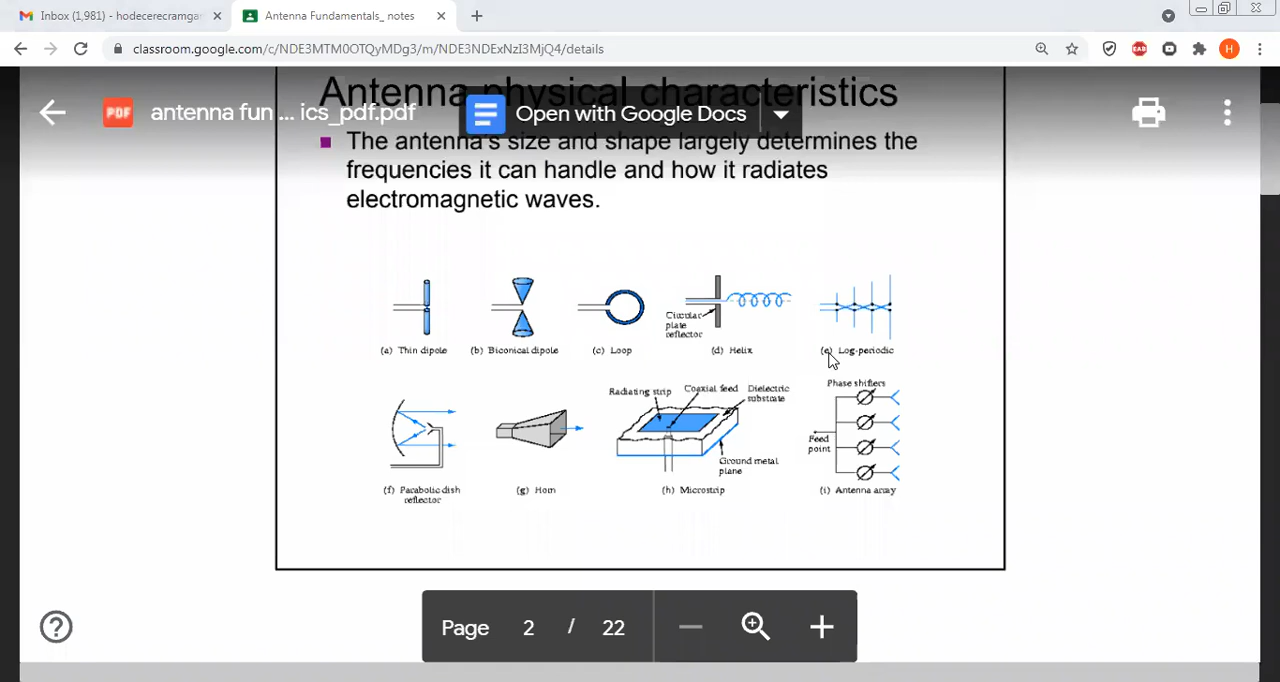 Inbox (1,981) - hodecerecramga
Antenna Fundamentals_ notes
classroom.google.com/c/NDE3MTM0OTQyMDg3/m/NDE3NDExNzI3MjQ4/details
H
Antenna physical characteristics
PDF
antenna fun ... ics_pdf.pdf
Open with Google Docs
The antenna's size and shape largely determines the
frequencies it can handle and how it radiates
electromagnetic waves.
Circular
plate
reflector
(a) Thin dipole
(b) Biconical dipole
(c) Loop
(d) Helix
(e) Log-periodic
Radiating strip
Coaxial feed
Dielectric
substrate
Ground metal
plane
Phase shifters
Feed
point
(f) Parabolic dish
reflector
(g) Horn
(h) Microstrip
(i) Antenna array
Page 2 / 22